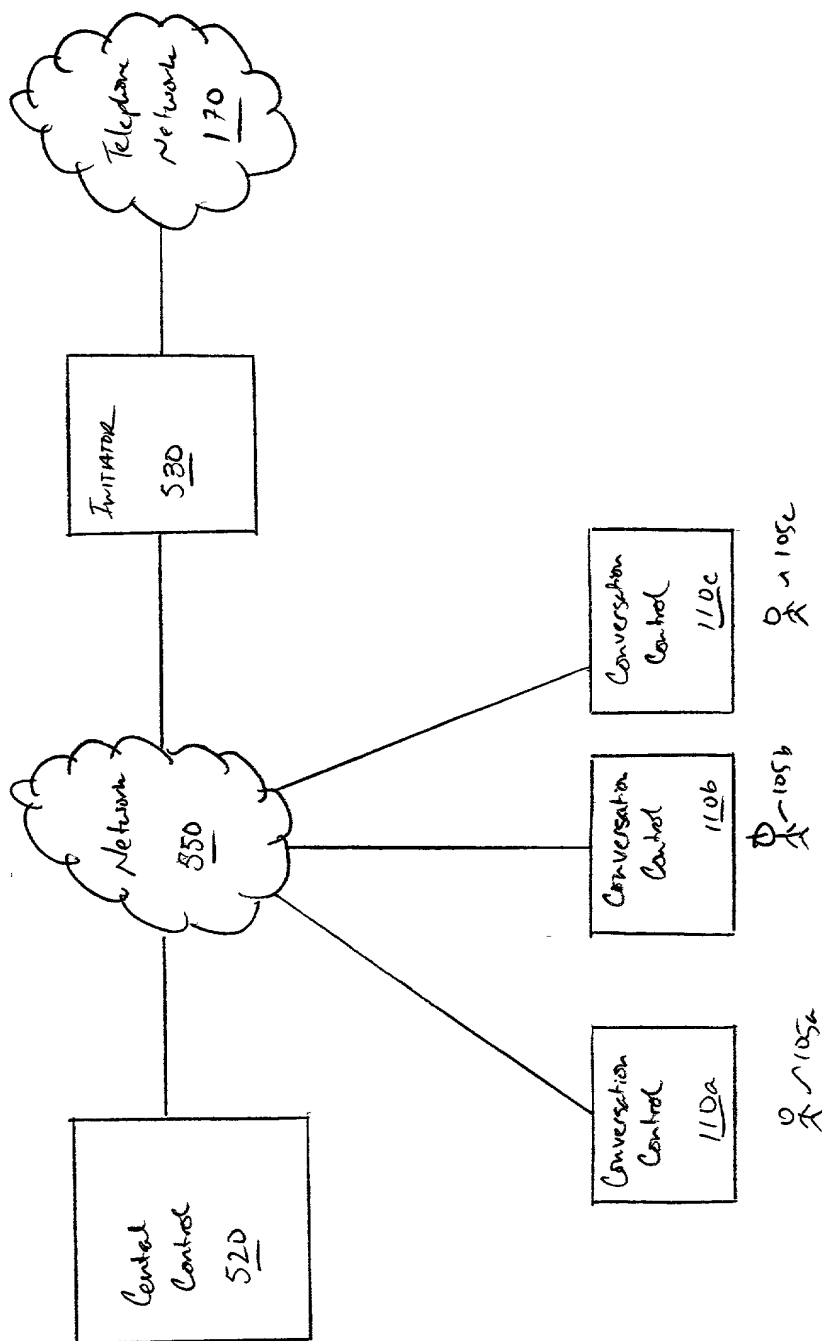 Central
Control
520
Network
550
INITIATOR
530
Telephone
Network
170
Conversation
Control
110a
105a
Conversation
Control
110b
105b
Conversation
Control
110c
105c